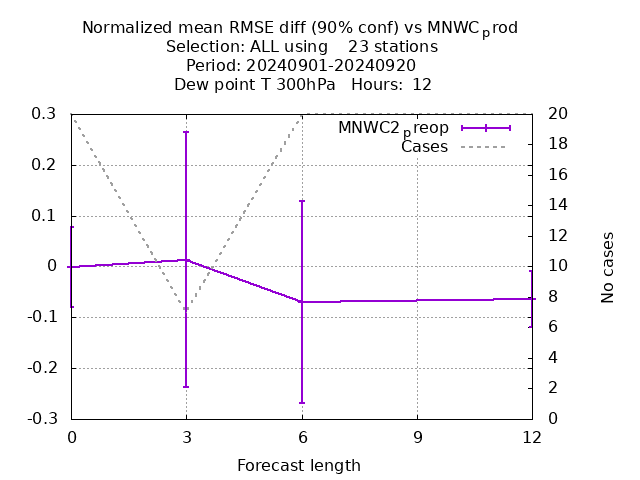 Normalized mean RMSE diff (90% conf) vs MNWCprod
Selection: ALL using    23 stations
Period: 20240901-20240920
Dew point T 300hPa   Hours: 12
MNWC2preop
Cases
0.3
0.2
0.1
0
-0.1
-0.2
-0.3
20
18
16
14
12
10
8
6
4
2
0
No cases
0 3 6 9 12
Forecast length